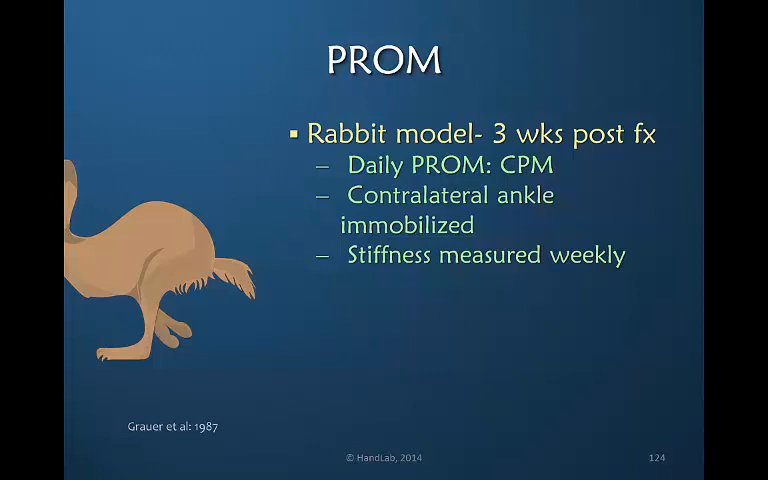 PROM
▪ Rabbit model- 3 wks post fx
– Daily PROM: CPM
– Contralateral ankle
immobilized
– Stiffness measured weekly
Grauer et al: 1987
© HandLab, 2014
124